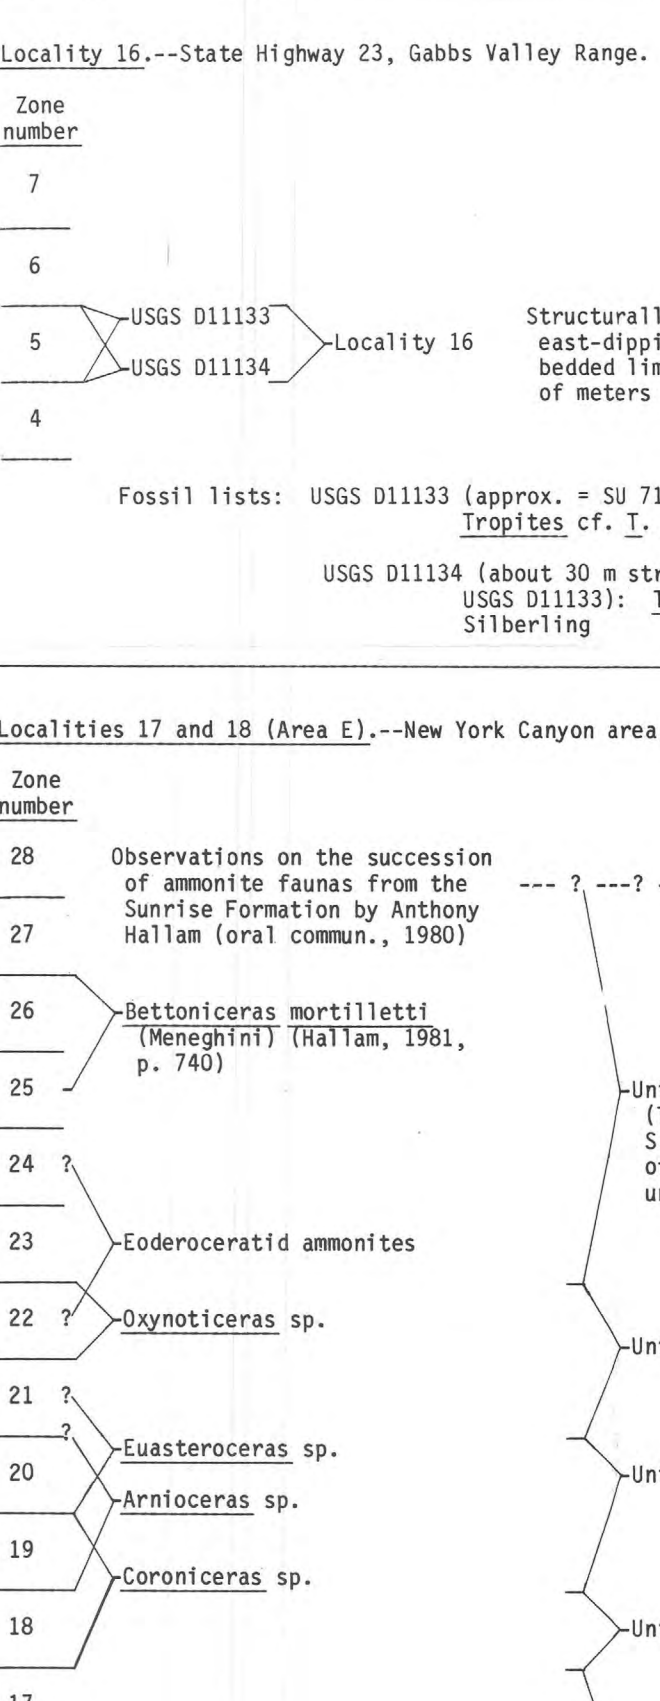 Locality 16.--State Highway 23, Gabbs Valley Range.
Zone
number
7
6
5
4
USGS D11133
USGS D11134
Locality 16
Structurall
east-dippi
bedded lim
of meters
Fossil lists: USGS D11133 (approx. = SU 71
Tropites cf. T.
USGS D11134 (about 30 m str
USGS D11133): T
Silberling
Localities 17 and 18 (Area E).--New York Canyon area
Zone
number
28
Observations on the succession
of ammonite faunas from the
Sunrise Formation by Anthony
Hallam (oral commun., 1980)
--- ? ---?
27
26
Bettoniceras mortilletti
(Meneghini) (Hallam, 1981,
p. 740)
25
Un
(
S
o
u
24 ?
23
Eoderoceratid ammonites
22 ?
Oxynoticeras sp.
Un
21 ?
?
Euasteroceras sp.
20
Un
Arnioceras sp.
19
Coroniceras sp.
18
Un
17